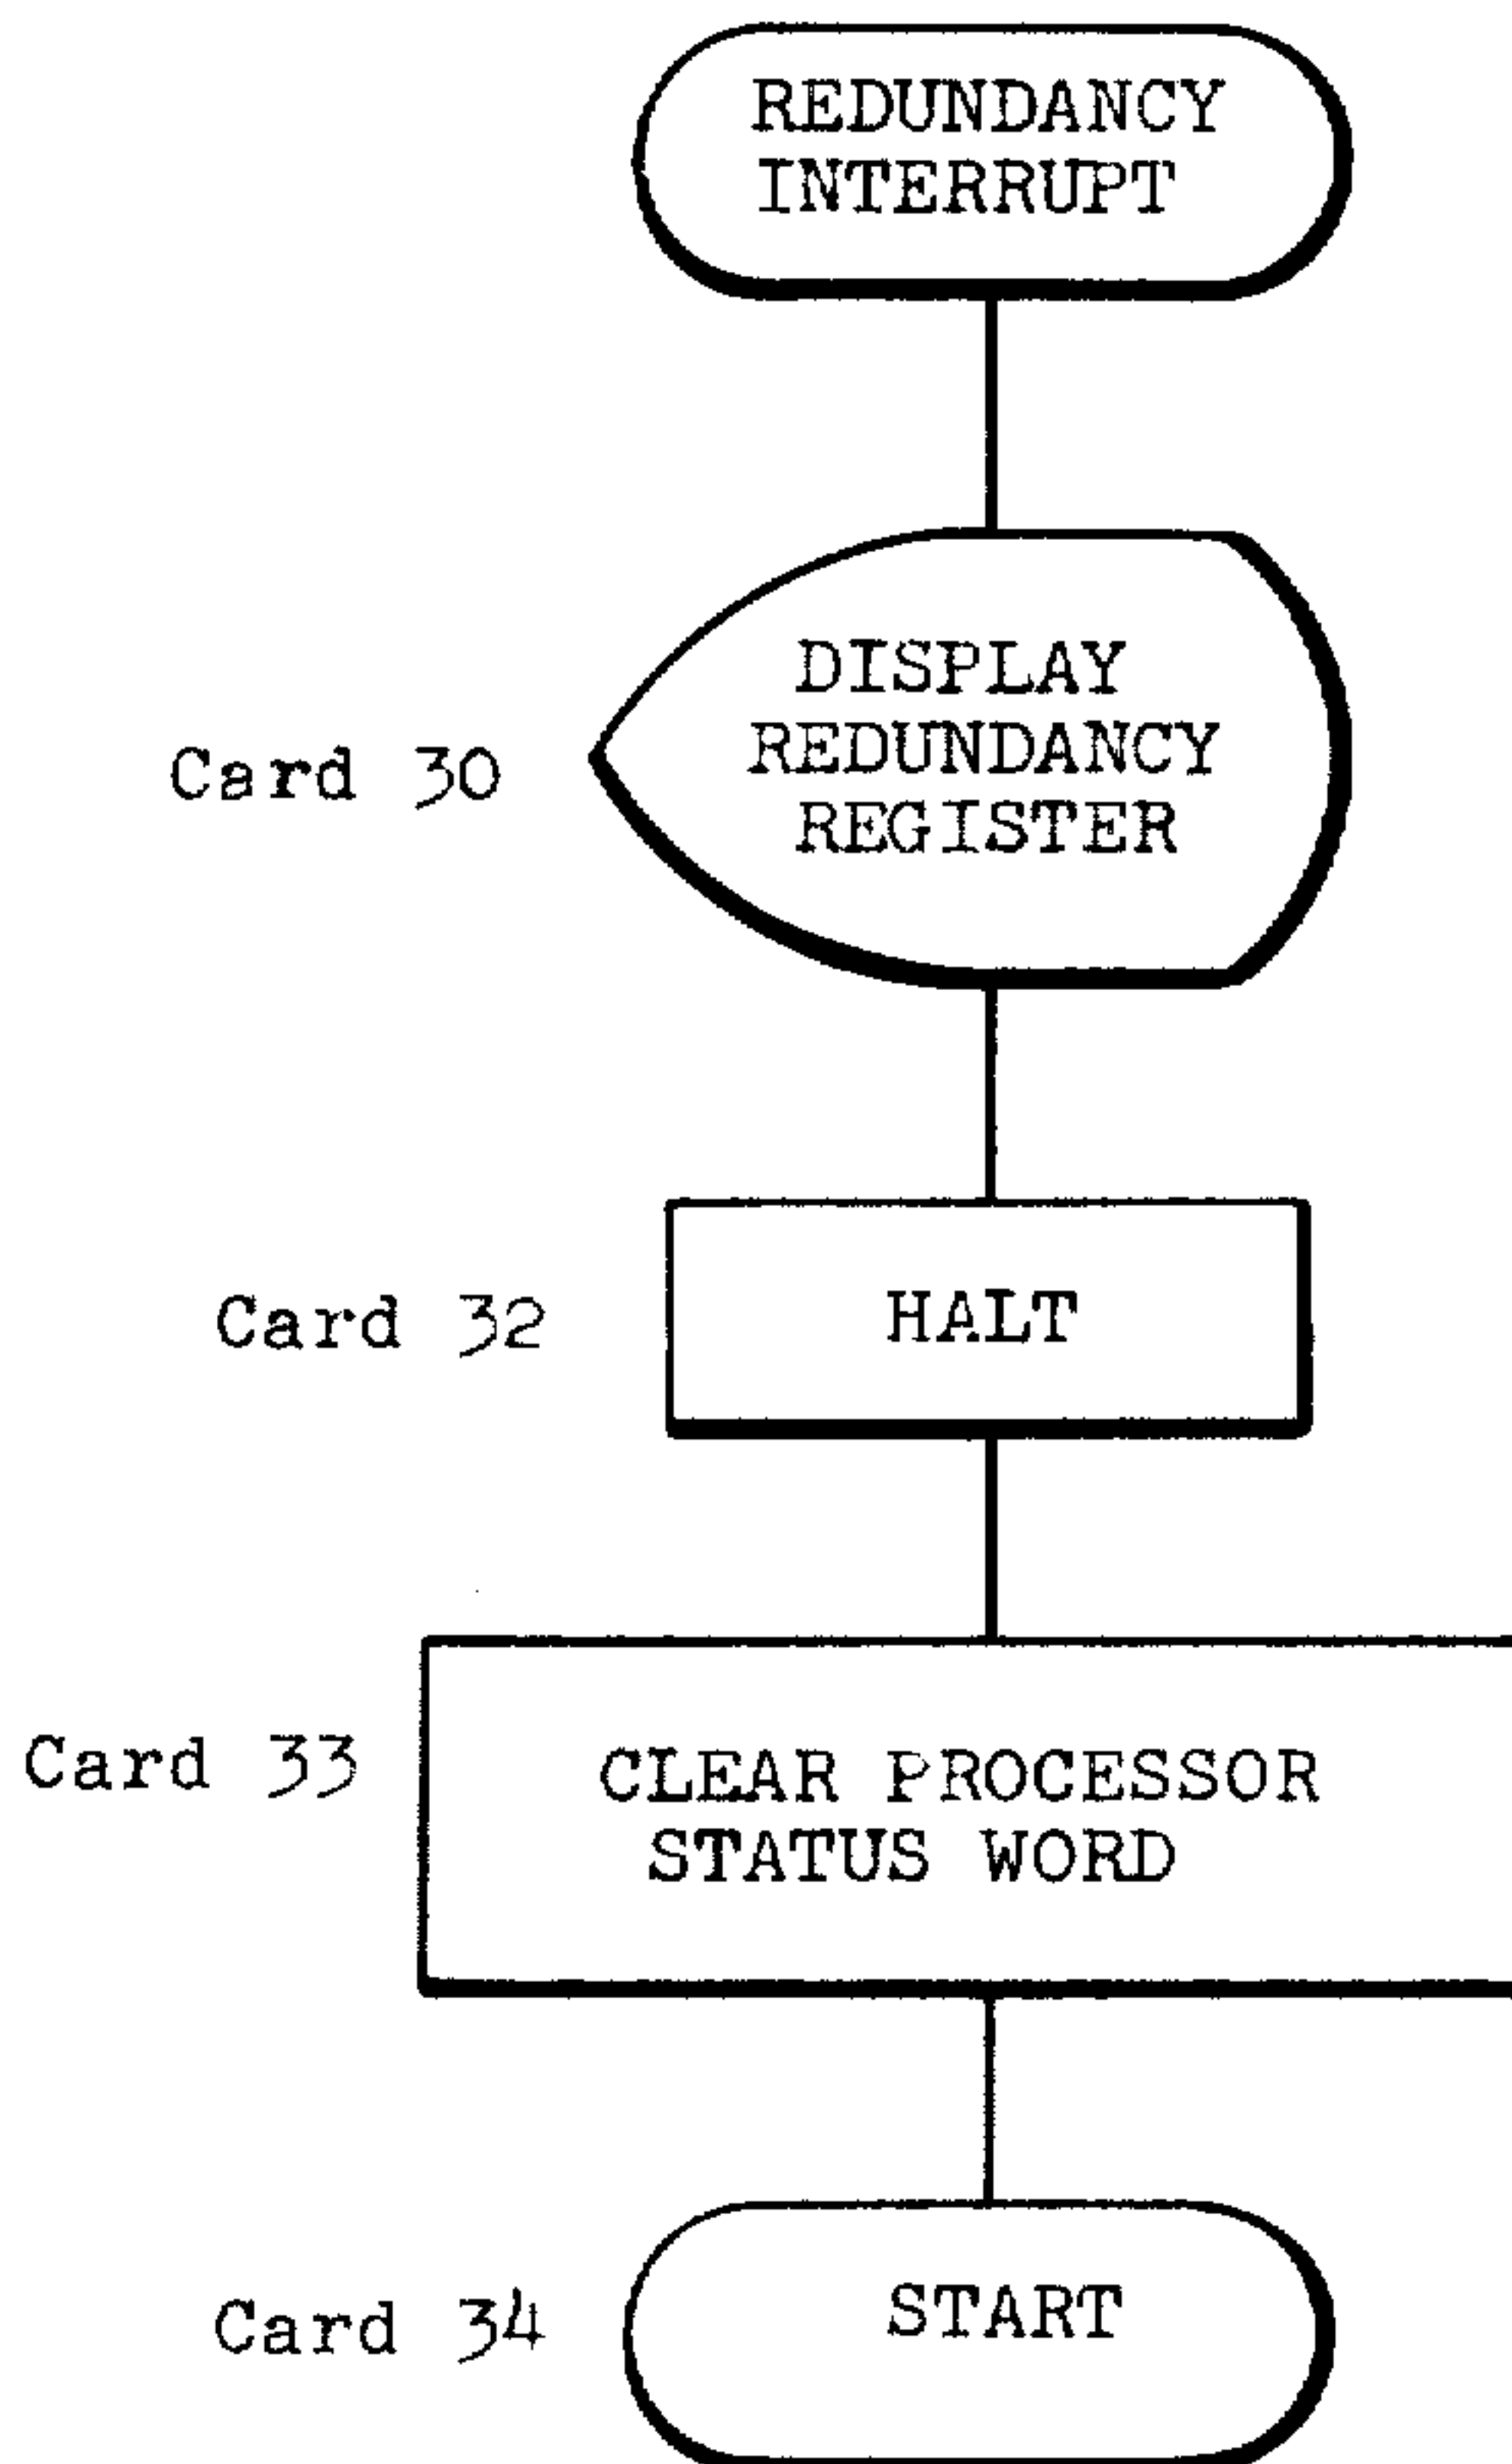 REDUNDANCY
INTERRUPT
DISPLAY
REDUNDANCY
REGISTER
Card 30
Card 32
HALT
Card 33
CLEAR PROCESSOR
STATUS WORD
Card 34
START